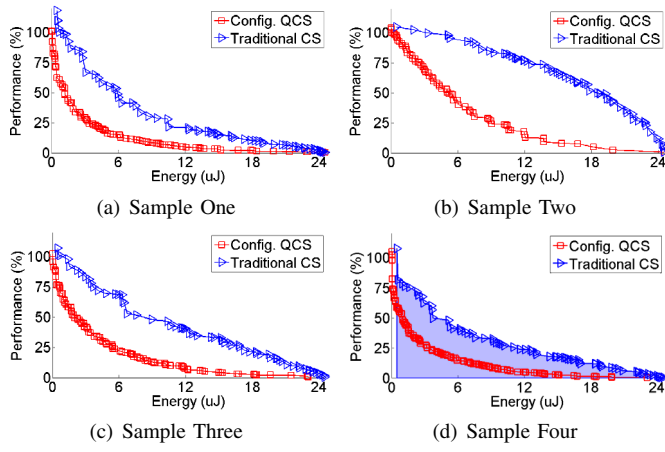 Config. QCS
Traditional CS
Performance (%)
100
75
50
25
0
0 6 12 18 24
Energy (uJ)
(a) Sample One
Config. QCS
Traditional CS
Performance (%)
100
75
50
25
0
0 6 12 18 24
Energy (uJ)
(b) Sample Two
Config. QCS
Traditional CS
Performance (%)
100
75
50
25
0
0 6 12 18 24
Energy (uJ)
(c) Sample Three
Config. QCS
Traditional CS
Performance (%)
100
75
50
25
0
0 6 12 18 24
Energy (uJ)
(d) Sample Four